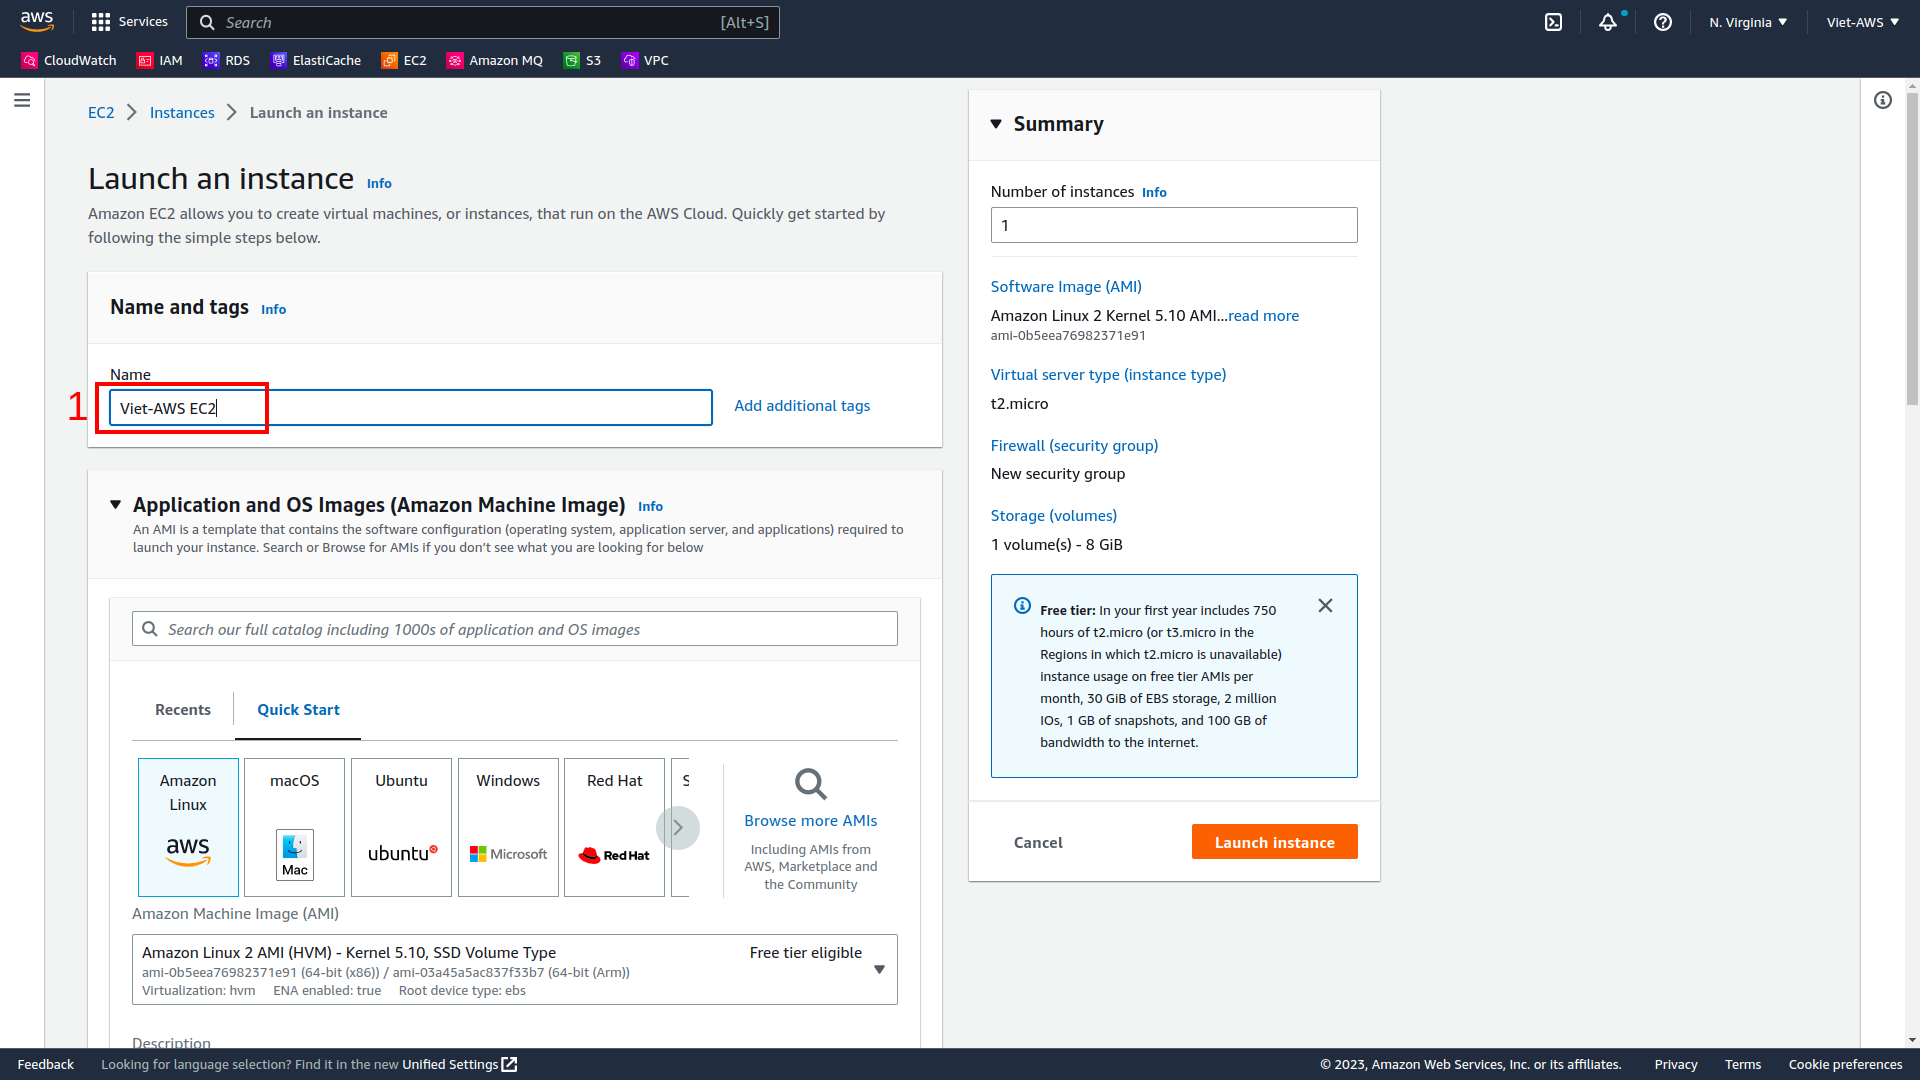 aws Services Search [Alt+S] N. Virginia Viet-AWS
CloudWatch IAM RDS ElastiCache EC2 Amazon MQ S3 VPC
EC2 Instances Launch an instance
Launch an instance Info
Amazon EC2 allows you to create virtual machines, or instances, that run on the AWS Cloud. Quickly get started by
following the simple steps below.
Name and tags Info
Name
1 Viet-AWS EC2 Add additional tags
Application and OS Images (Amazon Machine Image) Info
An AMI is a template that contains the software configuration (operating system, application server, and applications) required to
launch your instance. Search or Browse for AMIs if you don’t see what you are looking for below
Search our full catalog including 1000s of application and OS images
Recents Quick Start
Amazon
Linux
aws
macOS
Mac
Ubuntu
ubuntu
Windows
Microsoft
Red Hat
Red Hat
S
Browse more AMIs
Including AMIs from
AWS, Marketplace and
the Community
Amazon Machine Image (AMI)
Amazon Linux 2 AMI (HVM) - Kernel 5.10, SSD Volume Type Free tier eligible
ami-0b5eea76982371e91 (64-bit (x86)) / ami-03a45a5ac837f33b7 (64-bit (Arm))
Virtualization: hvm ENA enabled: true Root device type: ebs
Description
Summary
Number of instances Info
1
Software Image (AMI)
Amazon Linux 2 Kernel 5.10 AMI...read more
ami-0b5eea76982371e91
Virtual server type (instance type)
t2.micro
Firewall (security group)
New security group
Storage (volumes)
1 volume(s) - 8 GiB
Free tier: In your first year includes 750
hours of t2.micro (or t3.micro in the
Regions in which t2.micro is unavailable)
instance usage on free tier AMIs per
month, 30 GiB of EBS storage, 2 million
IOs, 1 GB of snapshots, and 100 GB of
bandwidth to the internet.
Cancel Launch instance
Feedback Looking for language selection? Find it in the new Unified Settings © 2023, Amazon Web Services, Inc. or its affiliates. Privacy Terms Cookie preferences